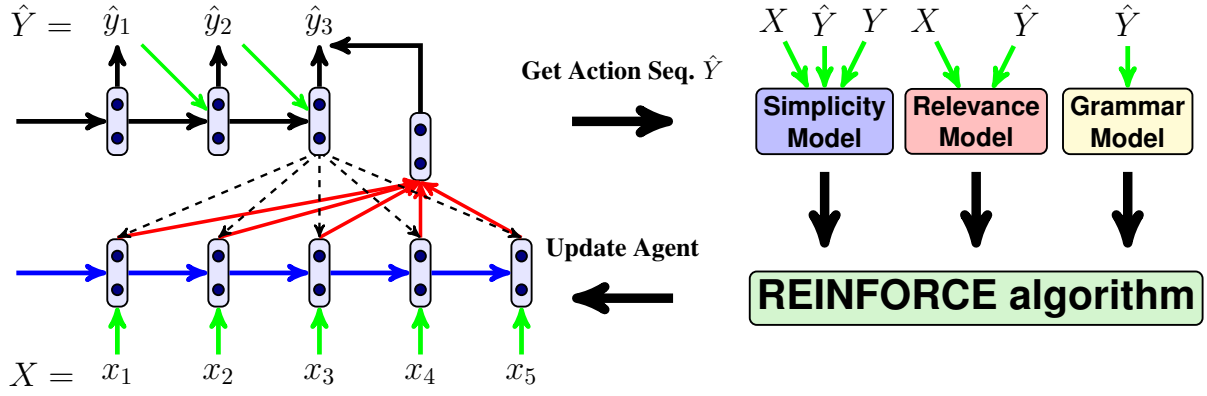 Ŷ = ŷ₁ ŷ₂ ŷ₃
Get Action Seq. Ŷ
X Ŷ Y X Ŷ Ŷ
Simplicity Model
Relevance Model
Grammar Model
Update Agent
REINFORCE algorithm
X = x₁ x₂ x₃ x₄ x₅